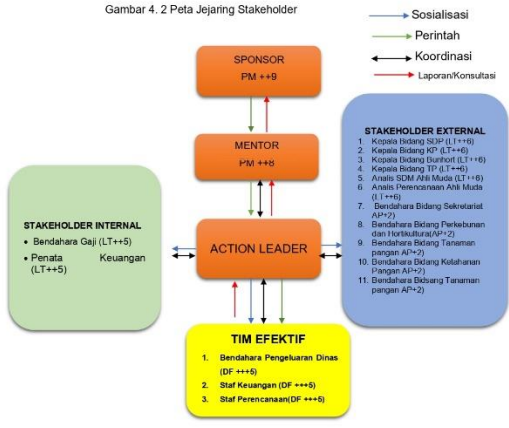 Gambar 4. 2 Peta Jejaring Stakeholder
Sosialisasi
Perintah
Koordinasi
Laporan/Konsultasi
SPONSOR
PM ++9
MENTOR
PM ++8
ACTION LEADER
STAKEHOLDER INTERNAL
• Bendahara Gaji (LT++5)
• Penata Keuangan
(LT++5)
STAKEHOLDER EXTERNAL
1. Kepala Bidang SDP (LT++6)
2. Kepala Bidang KP (LT++6)
3. Kepala Bidang Bunhort (LT++6)
4. Kepala Bidang TP (LT++6)
5. Analis SDM Ahli Muda (LT++6)
6. Analis Perencanaan Ahli Muda
(LT++6)
7. Bendahara Bidang Sekretariat
AP+2)
8. Bendahara Bidang Perkebunan
dan Hortikultura(AP+2)
9. Bendahara Bidang Tanaman
pangan AP+2)
10. Bendahara Bidang Ketahanan
Pangan AP+2)
11. Bendahara Bidsang Tanaman
pangan AP+2)
TIM EFEKTIF
1. Bendahara Pengeluaran Dinas
(DF +++5)
2. Staf Keuangan (DF +++5)
3. Staf Perencanaan(DF +++5)